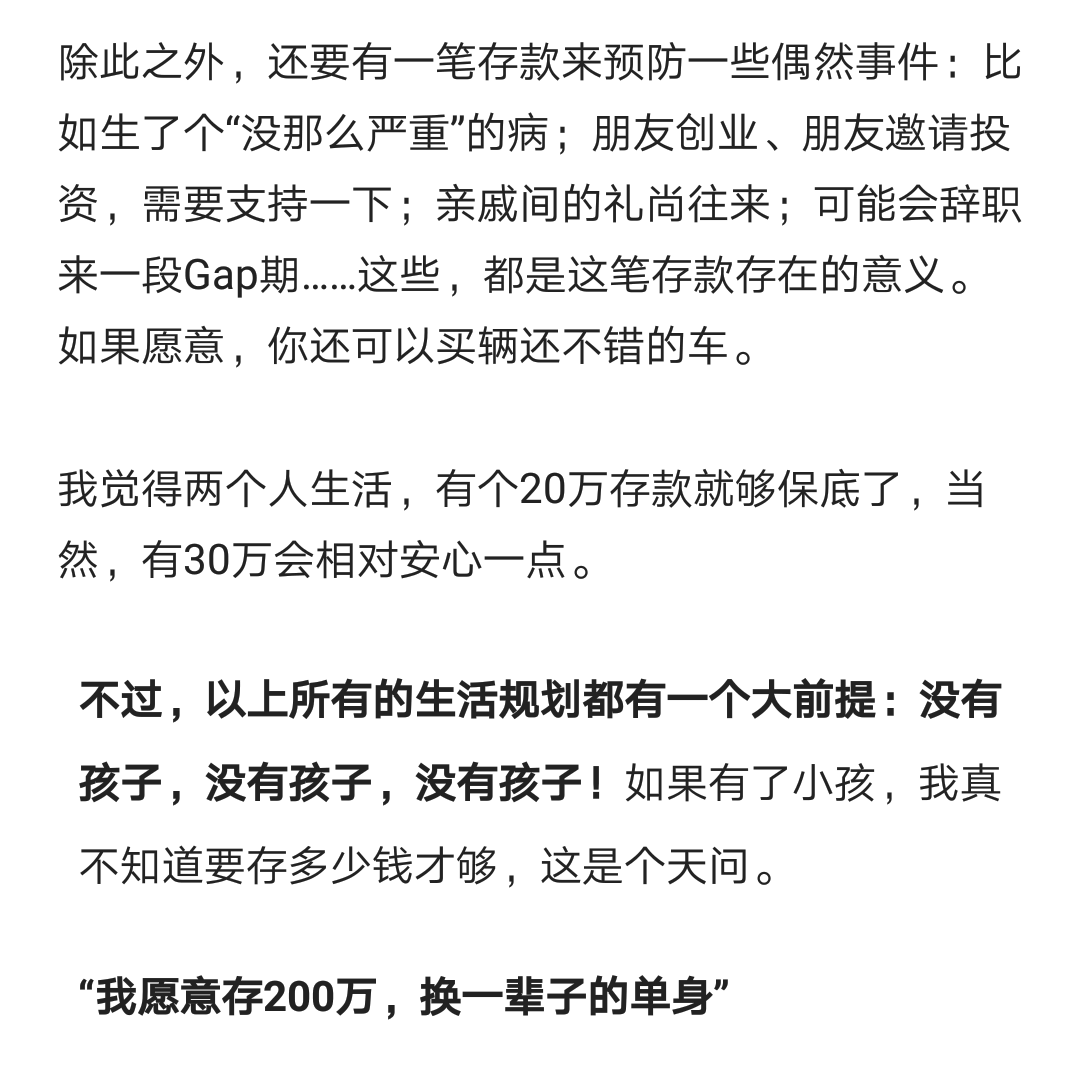 除此之外，还要有一笔存款来预防一些偶然事件：比
如生了个“没那么严重”的病；朋友创业、朋友邀请投
资，需要支持一下；亲戚间的礼尚往来；可能会辞职
来一段Gap期……这些，都是这笔存款存在的意义。
如果愿意，你还可以买辆还不错的车。
我觉得两个人生活，有个20万存款就够保底了，当
然，有30万会相对安心一点。
不过，以上所有的生活规划都有一个大前提：没有
孩子，没有孩子，没有孩子！如果有了小孩，我真
不知道要存多少钱才够，这是个天问。
“我愿意存200万，换一辈子的单身”